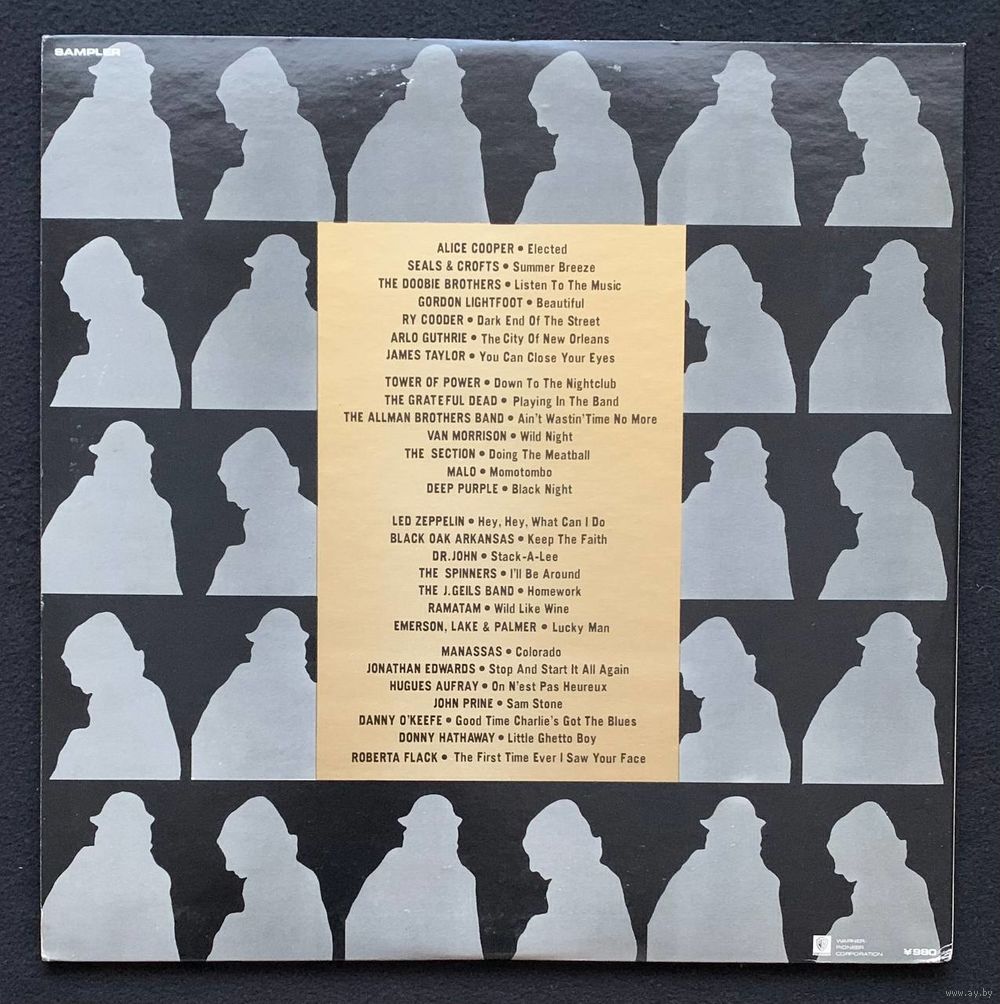 SAMPLER
ALICE COOPER • Elected
SEALS & CROFTS • Summer Breeze
THE DOOBIE BROTHERS • Listen To The Music
GORDON LIGHTFOOT • Beautiful
RY COODER • Dark End Of The Street
ARLO GUTHRIE • The City Of New Orleans
JAMES TAYLOR • You Can Close Your Eyes
TOWER OF POWER • Down To The Nightclub
THE GRATEFUL DEAD • Playing In The Band
THE ALLMAN BROTHERS BAND • Ain't Wastin' Time No More
VAN MORRISON • Wild Night
THE SECTION • Doing The Meatball
MALO • Momotombo
DEEP PURPLE • Black Night
LED ZEPPELIN • Hey, Hey, What Can I Do
BLACK OAK ARKANSAS • Keep The Faith
DR.JOHN • Stack-A-Lee
THE SPINNERS • I'll Be Around
THE J.GEILS BAND • Homework
RAMATAM • Wild Like Wine
EMERSON, LAKE & PALMER • Lucky Man
MANASSAS • Colorado
JONATHAN EDWARDS • Stop And Start It All Again
HUGUES AUFRAY • On N'est Pas Heureux
JOHN PRINE • Sam Stone
DANNY O'KEEFE • Good Time Charlie's Got The Blues
DONNY HATHAWAY • Little Ghetto Boy
ROBERTA FLACK • The First Time Ever I Saw Your Face
WARNER
PIONEER
CORPORATION
¥980
www.ay.by